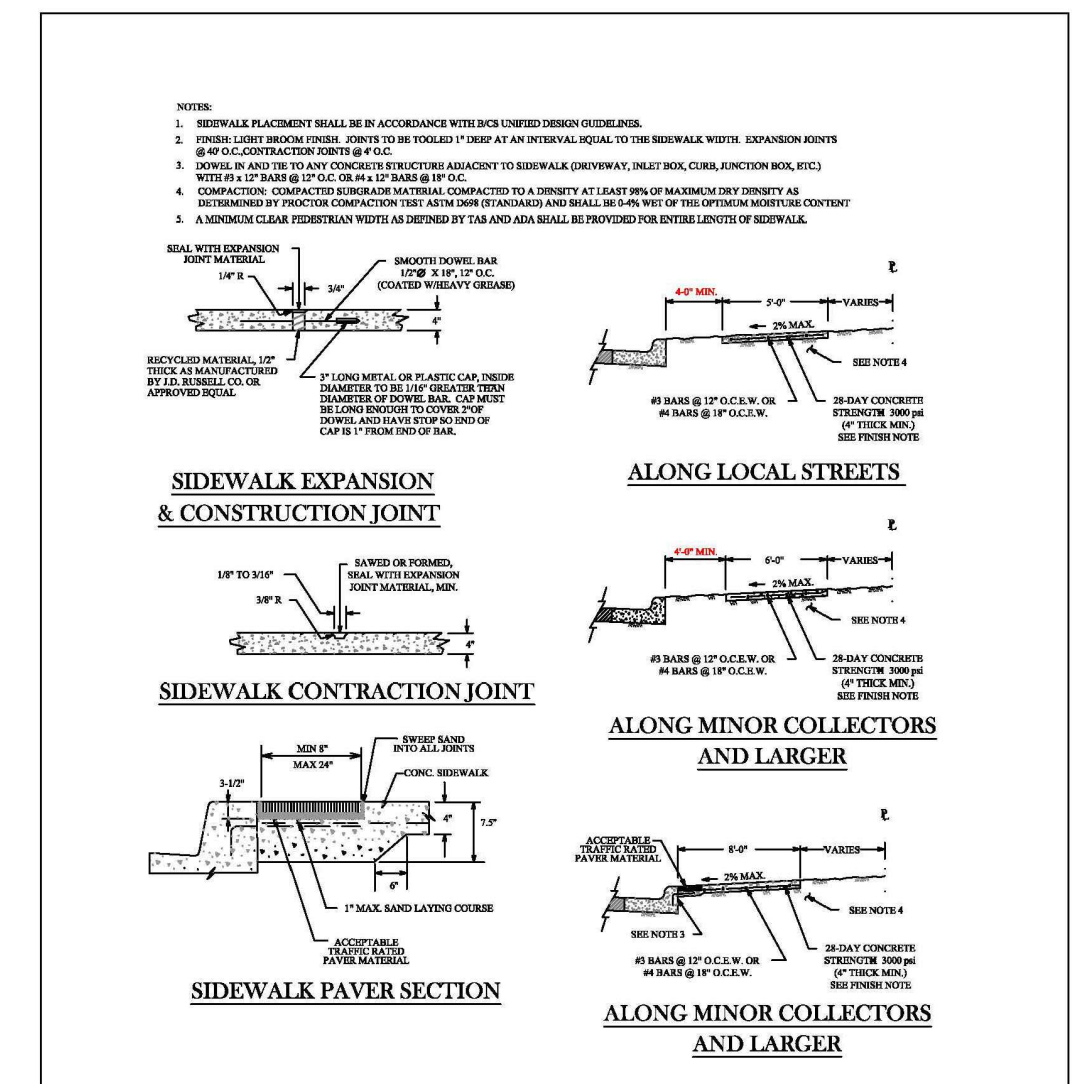 NOTES:
1. SIDEWALK PLACEMENT SHALL BE IN ACCORDANCE WITH B/CS UNIFIED DESIGN GUIDELINES.
2. FINISH: LIGHT BROOM FINISH. JOINTS TO BE TOOLED 1" DEEP AT AN INTERVAL EQUAL TO THE SIDEWALK WIDTH. EXPANSION JOINTS
@ 40' O.C.,CONTRACTION JOINTS @ 4' O.C.
3. DOWEL IN AND TIE TO ANY CONCRETE STRUCTURE ADJACENT TO SIDEWALK (DRIVEWAY, INLET BOX, CURB, JUNCTION BOX, ETC.)
WITH #3 x 12" BARS @ 12" O.C. OR #4 x 12" BARS @ 18" O.C.
4. COMPACTION: COMPACTED SUBGRADE MATERIAL COMPACTED TO A DENSITY AT LEAST 98% OF MAXIMUM DRY DENSITY AS
DETERMINED BY PROCTOR COMPACTION TEST ASTM D698 (STANDARD) AND SHALL BE 0-4% WET OF THE OPTIMUM MOISTURE CONTENT
5. A MINIMUM CLEAR PEDESTRIAN WIDTH AS DEFINED BY TAS AND ADA SHALL BE PROVIDED FOR ENTIRE LENGTH OF SIDEWALK.
SEAL WITH EXPANSION
JOINT MATERIAL
1/4" R
3/4"
SMOOTH DOWEL BAR
1/2"Ø X 18", 12" O.C.
(COATED W/HEAVY GREASE)
4"
RECYCLED MATERIAL, 1/2"
THICK AS MANUFACTURED
BY J.D. RUSSELL CO. OR
APPROVED EQUAL
3" LONG METAL OR PLASTIC CAP, INSIDE
DIAMETER TO BE 1/16" GREATER THAN
DIAMETER OF DOWEL BAR. CAP MUST
BE LONG ENOUGH TO COVER 2"OF
DOWEL AND HAVE STOP SO END OF
CAP IS 1" FROM END OF BAR.
SIDEWALK EXPANSION
& CONSTRUCTION JOINT
1/8" TO 3/16"
3/8" R
SAWED OR FORMED,
SEAL WITH EXPANSION
JOINT MATERIAL, MIN.
4"
SIDEWALK CONTRACTION JOINT
MIN 8"
MAX 24"
SWEEP SAND
INTO ALL JOINTS
CONC. SIDEWALK
3-1/2"
4"
7.5"
6"
1" MAX. SAND LAYING COURSE
ACCEPTABLE
TRAFFIC RATED
PAVER MATERIAL
SIDEWALK PAVER SECTION
PL
4-0" MIN.
5'-0"
VARIES
2% MAX.
SEE NOTE 4
#3 BARS @ 12" O.C.E.W. OR
#4 BARS @ 18" O.C.E.W.
28-DAY CONCRETE
STRENGTH 3000 psi
(4" THICK MIN.)
SEE FINISH NOTE
ALONG LOCAL STREETS
PL
4'-0" MIN.
6'-0"
VARIES
2% MAX.
SEE NOTE 4
#3 BARS @ 12" O.C.E.W. OR
#4 BARS @ 18" O.C.E.W.
28-DAY CONCRETE
STRENGTH 3000 psi
(4" THICK MIN.)
SEE FINISH NOTE
ALONG MINOR COLLECTORS
AND LARGER
PL
ACCEPTABLE
TRAFFIC RATED
PAVER MATERIAL
8'-0"
VARIES
2% MAX.
SEE NOTE 4
SEE NOTE 3
#3 BARS @ 12" O.C.E.W. OR
#4 BARS @ 18" O.C.E.W.
28-DAY CONCRETE
STRENGTH 3000 psi
(4" THICK MIN.)
SEE FINISH NOTE
ALONG MINOR COLLECTORS
AND LARGER